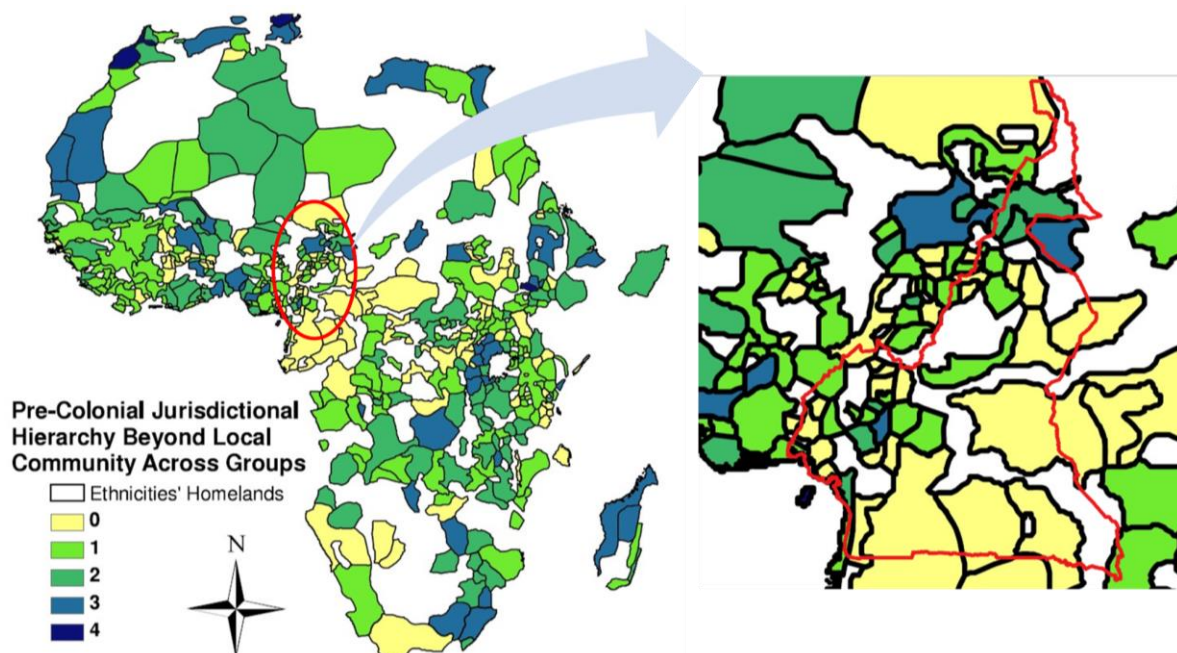 Pre-Colonial Jurisdictional
Hierarchy Beyond Local
Community Across Groups
Ethnicities' Homelands
0
1
2
3
4
N